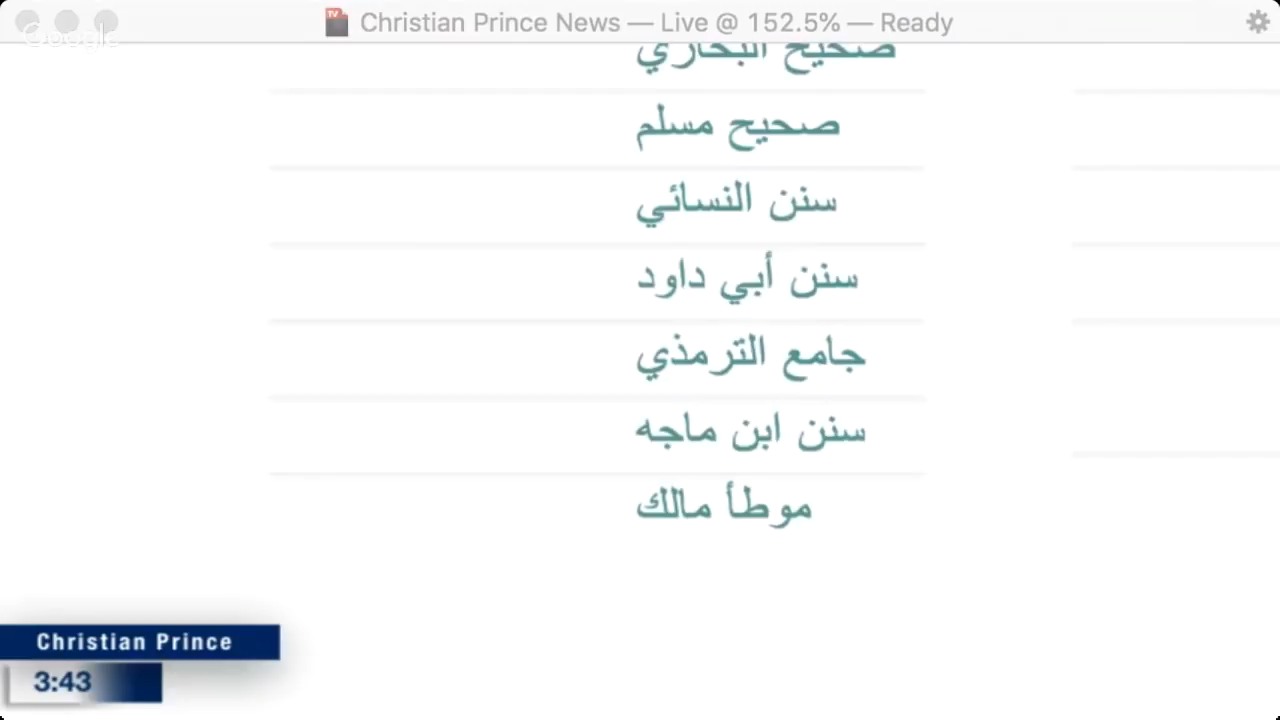 Christian Prince News — Live @ 152.5% — Ready
Google
صحيح البخاري
صحيح مسلم
سنن النسائي
سنن أبي داود
جامع الترمذي
سنن ابن ماجه
موطأ مالك
Christian Prince
3:43